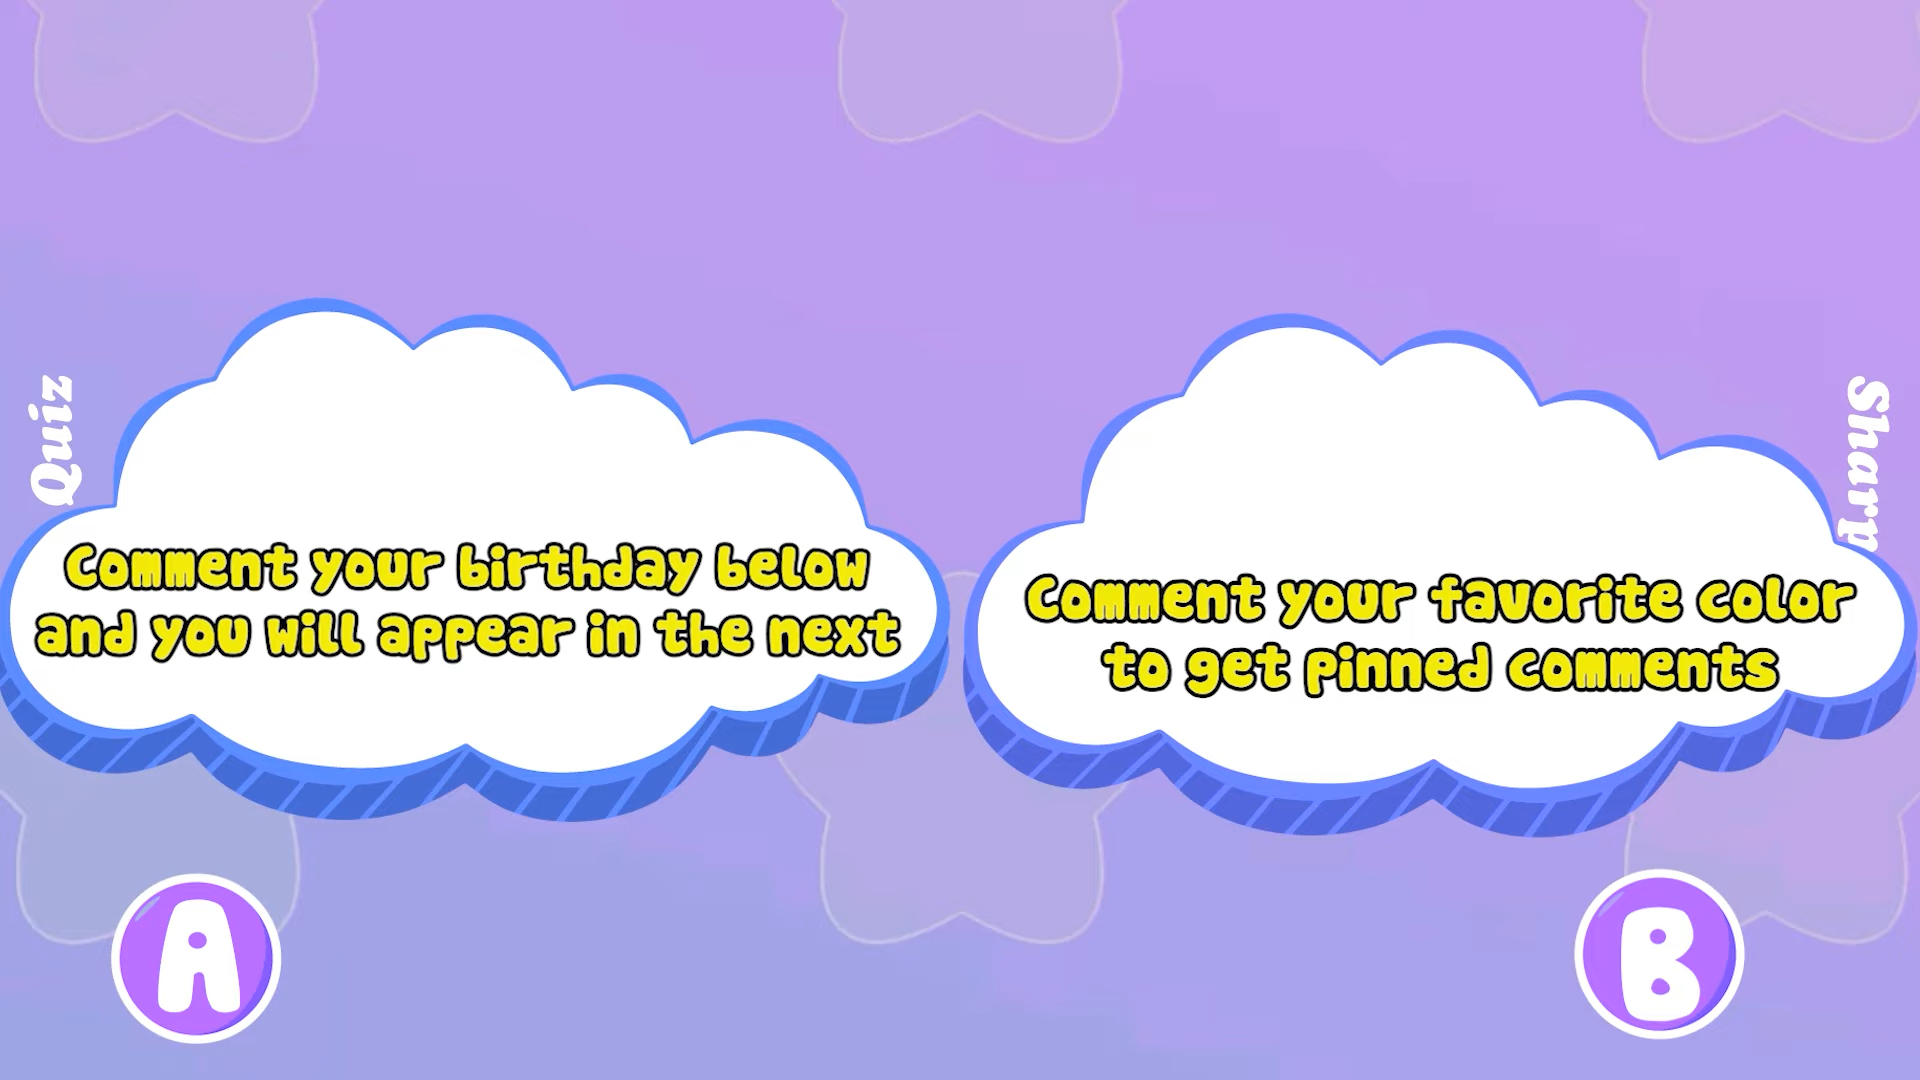 Quiz
Comment your birthday below
and you will appear in the next
Comment your favorite color
to get pinned comments
Sharp
A
B